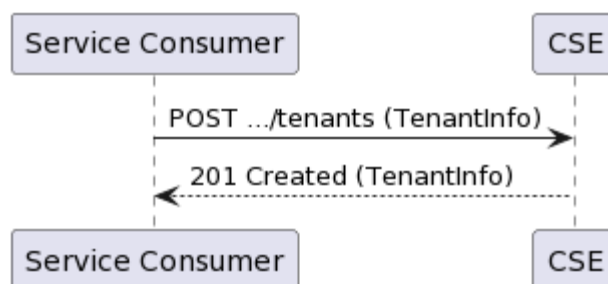 Service Consumer
CSE
POST .../tenants (TenantInfo)
201 Created (TenantInfo)
Service Consumer
CSE